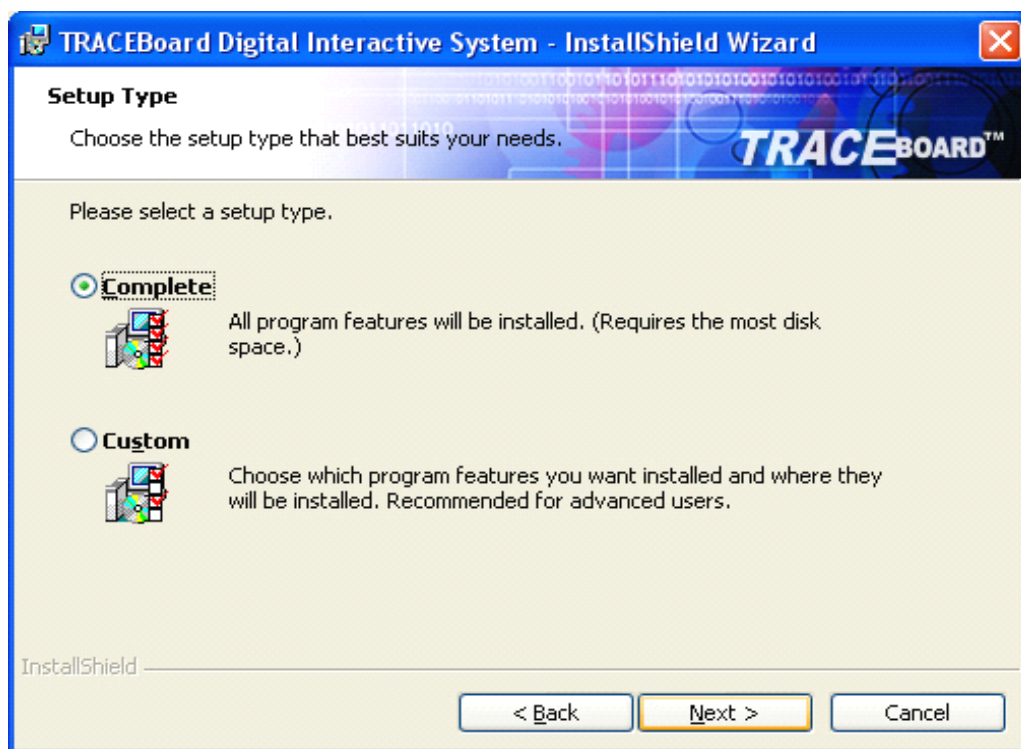 TRACEBoard Digital Interactive System - InstallShield Wizard
Setup Type
Choose the setup type that best suits your needs.
TRACEBOARD™
Please select a setup type.
Complete
All program features will be installed. (Requires the most disk
space.)
Custom
Choose which program features you want installed and where they
will be installed. Recommended for advanced users.
InstallShield
< Back Next > Cancel